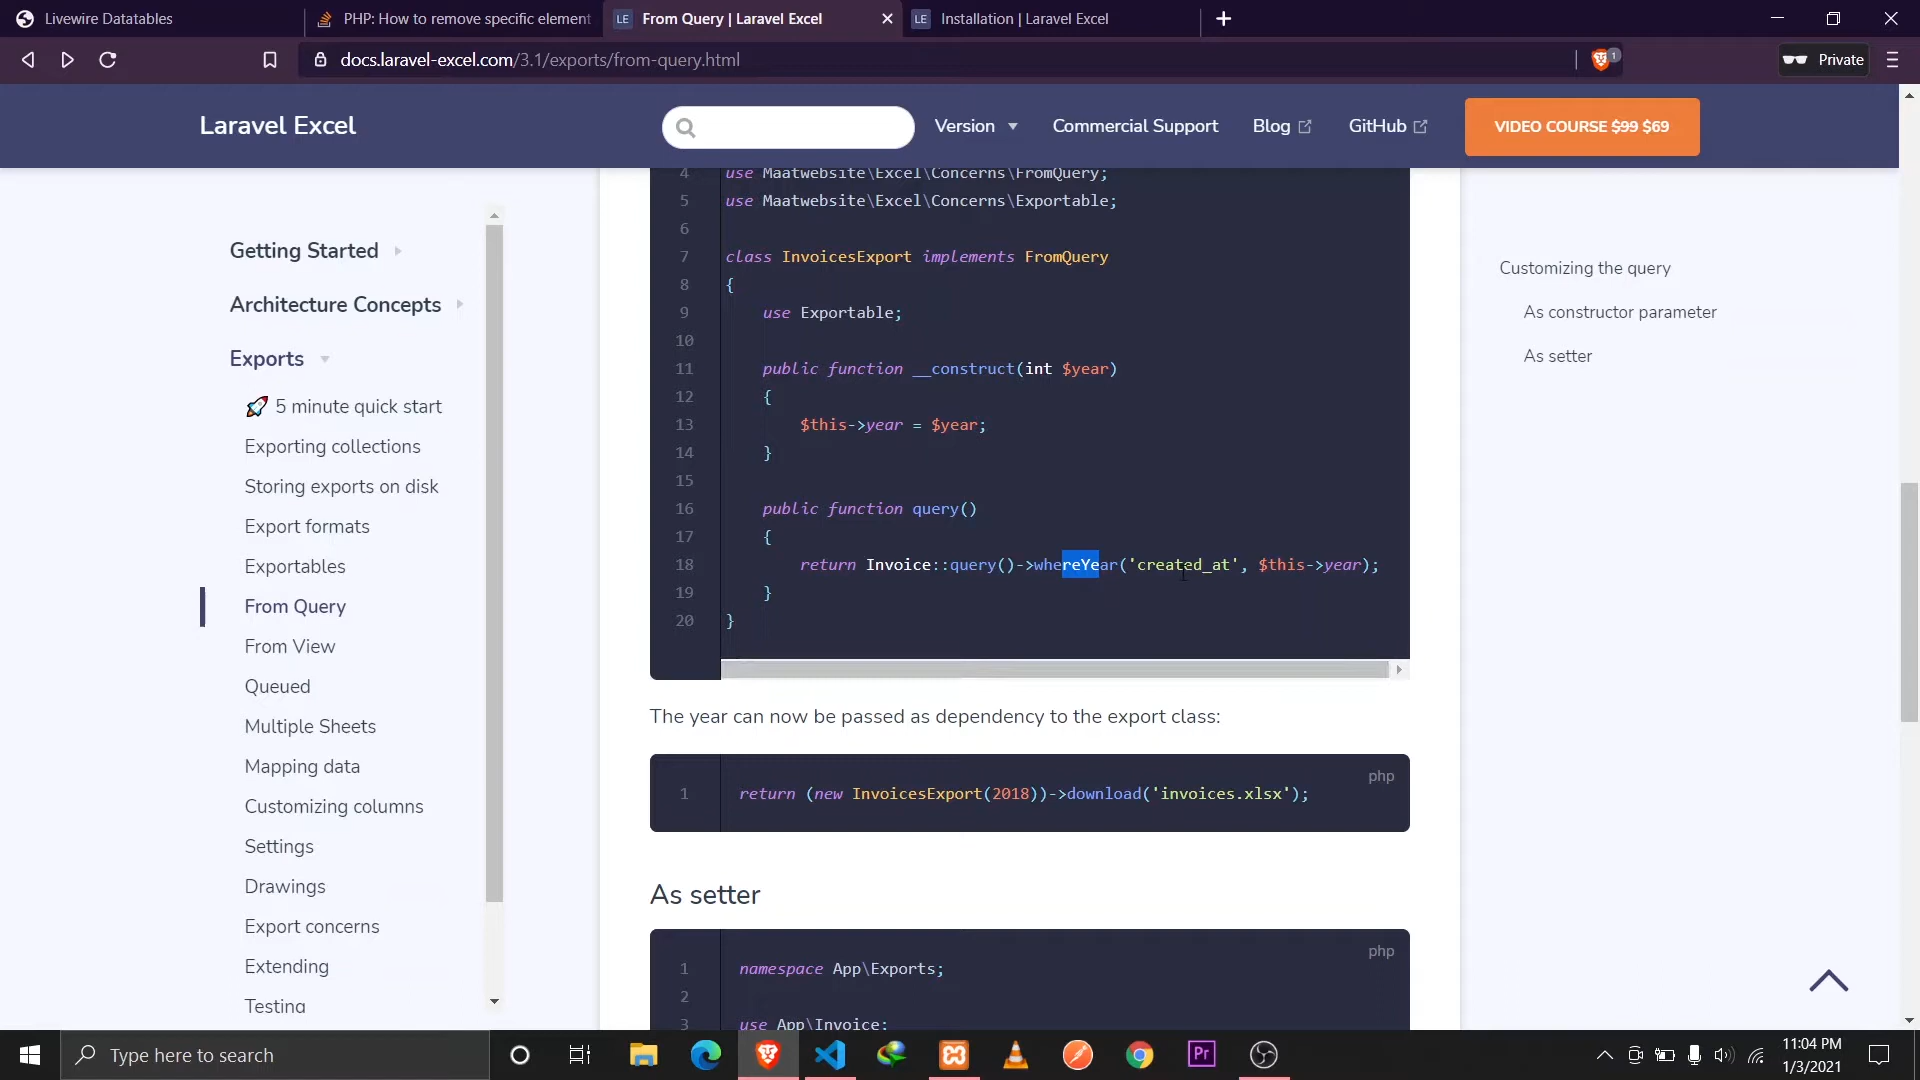 Livewire Datatables
PHP: How to remove specific element
LE From Query | Laravel Excel
LE Installation | Laravel Excel
docs.laravel-excel.com/3.1/exports/from-query.html
1
Private
Laravel Excel
Version
Commercial Support
Blog
GitHub
VIDEO COURSE $99 $69
Getting Started
Architecture Concepts
Exports
🚀 5 minute quick start
Exporting collections
Storing exports on disk
Export formats
Exportables
From Query
From View
Queued
Multiple Sheets
Mapping data
Customizing columns
Settings
Drawings
Export concerns
Extending
Testing
4 use Maatwebsite\Excel\Concerns\FromQuery;
5 use Maatwebsite\Excel\Concerns\Exportable;
6
7 class InvoicesExport implements FromQuery
8 {
9     use Exportable;
10
11     public function __construct(int $year)
12     {
13         $this->year = $year;
14     }
15
16     public function query()
17     {
18         return Invoice::query()->whereYear('created_at', $this->year);
19     }
20 }
The year can now be passed as dependency to the export class:
php
1 return (new InvoicesExport(2018))->download('invoices.xlsx');
As setter
php
1 namespace App\Exports;
2
3 use App\Invoice;
Customizing the query
As constructor parameter
As setter
Type here to search
Pr
11:04 PM
1/3/2021